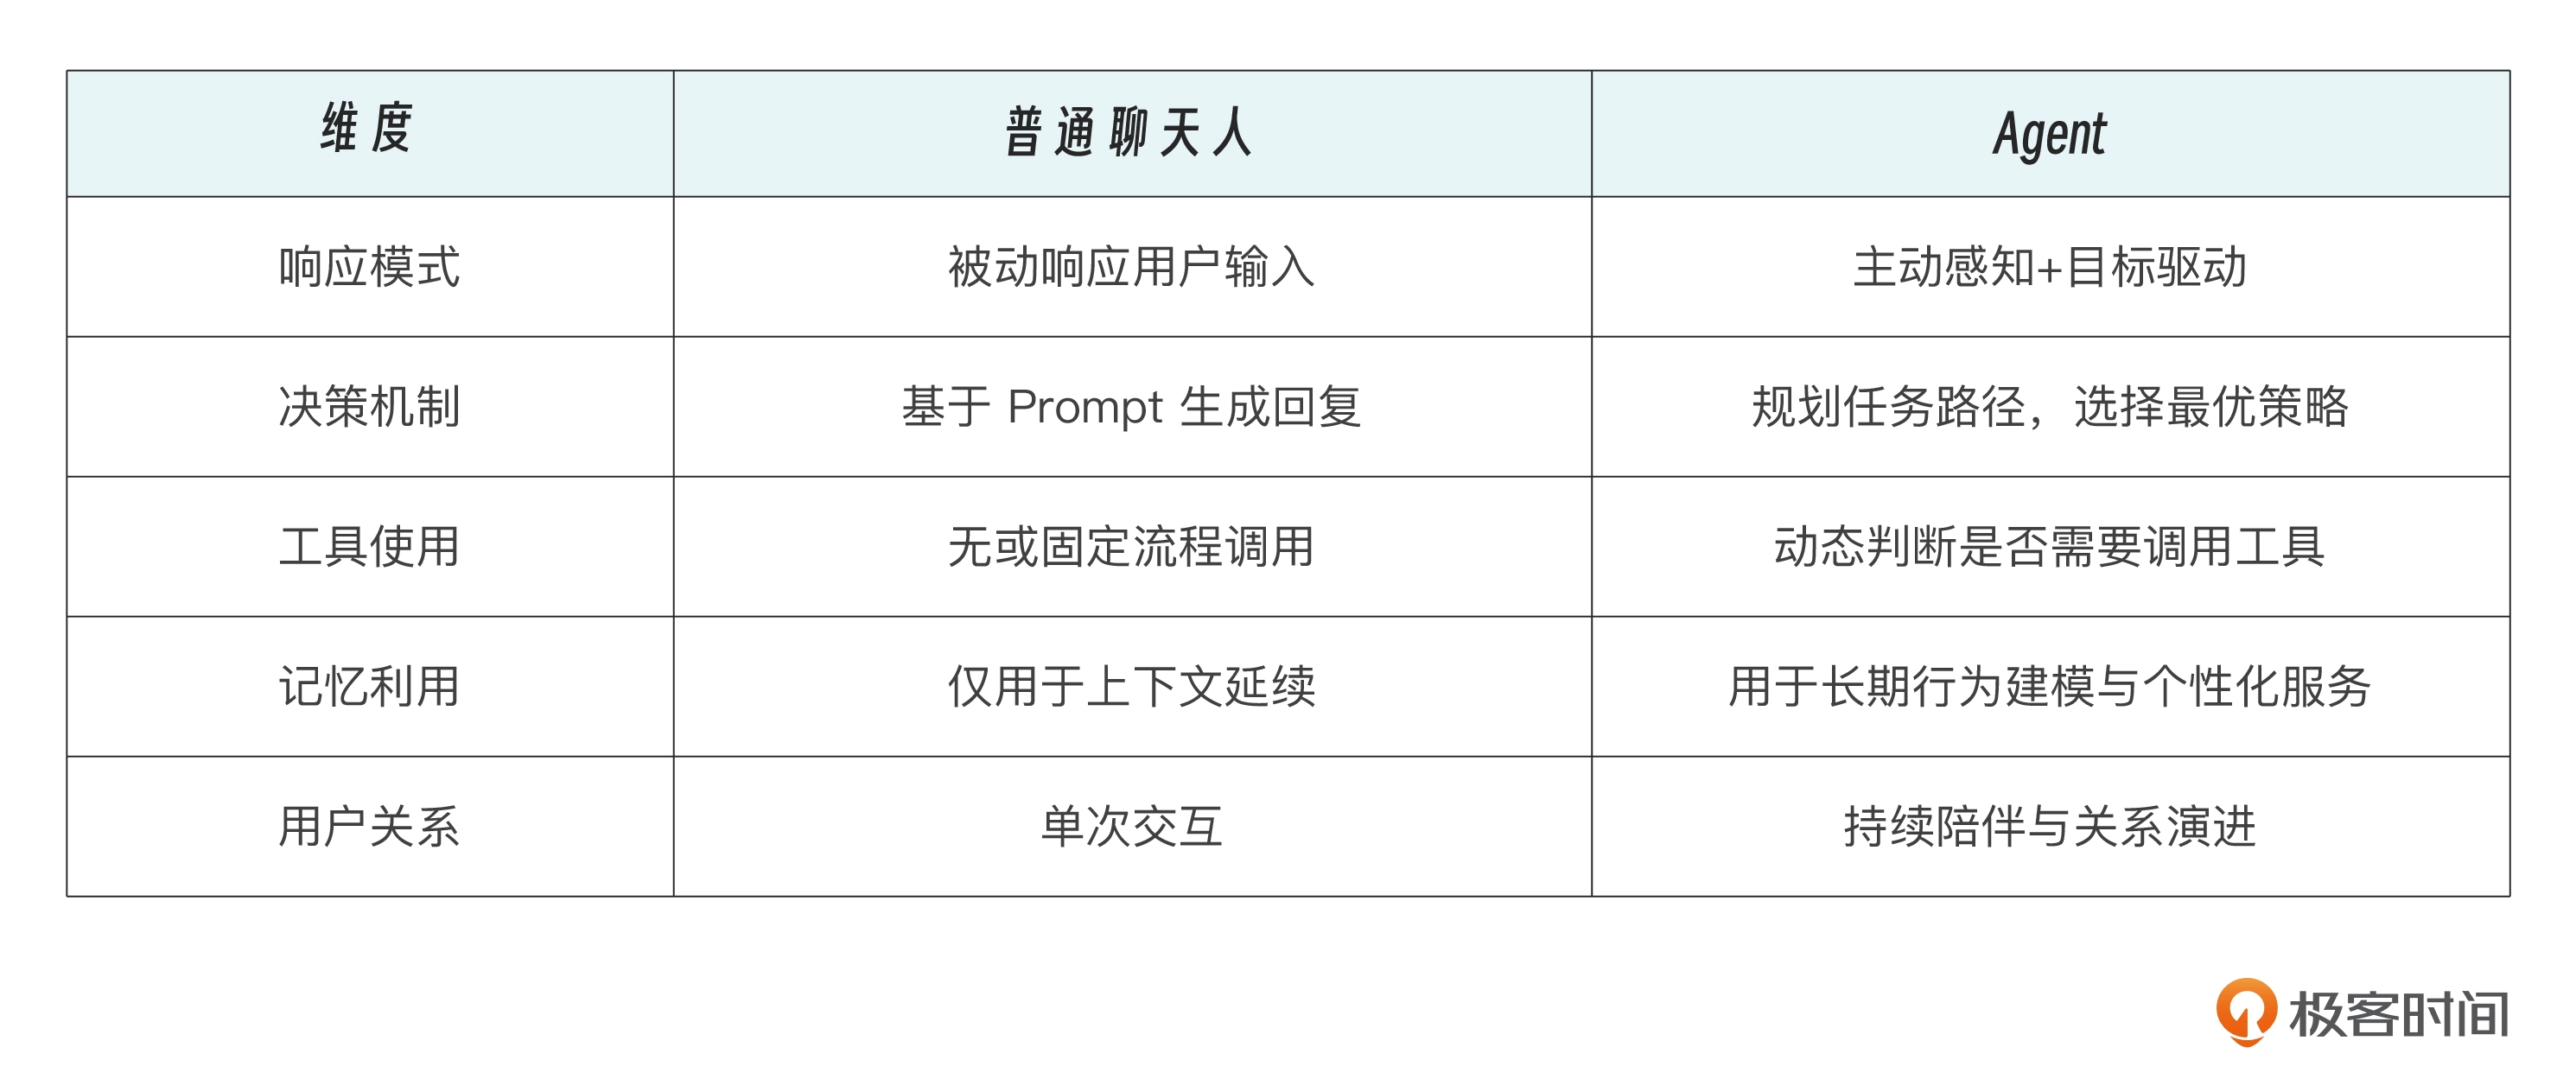 维度 普通聊天人 Agent
响应模式 被动响应用户输入 主动感知+目标驱动
决策机制 基于 Prompt 生成回复 规划任务路径，选择最优策略
工具使用 无或固定流程调用 动态判断是否需要调用工具
记忆利用 仅用于上下文延续 用于长期行为建模与个性化服务
用户关系 单次交互 持续陪伴与关系演进
极客时间